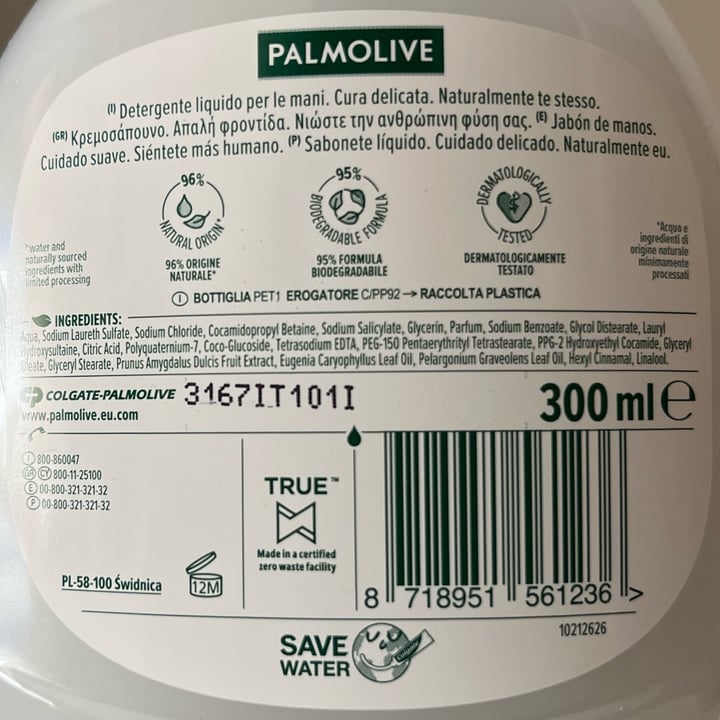 PALMOLIVE
(I) Detergente liquido per le mani. Cura delicata. Naturalmente te stesso.
(GR) Κρεμοσάπουνο. Απαλή φροντίδα. Νιώστε την ανθρώπινη φύση σας. (E) Jabón de manos.
Cuidado suave. Siéntete más humano. (P) Sabonete líquido. Cuidado delicado. Naturalmente eu.
96%
NATURAL ORIGIN*
96% ORIGINE
NATURALE*
95%
BIODEGRADABLE FORMULA
95% FORMULA
BIODEGRADABILE
DERMATOLOGICALLY
TESTED
DERMATOLOGICAMENTE
TESTATO
*water and
naturally sourced
ingredients with
limited processing
*Acqua e
ingredienti di
origine naturale
minimamente
processati
(I) BOTTIGLIA PET1 EROGATORE C/PP92 → RACCOLTA PLASTICA
INGREDIENTS:
Aqua, Sodium Laureth Sulfate, Sodium Chloride, Cocamidopropyl Betaine, Sodium Salicylate, Glycerin, Parfum, Sodium Benzoate, Glycol Distearate, Lauryl
Hydroxysultaine, Citric Acid, Polyquaternium-7, Coco-Glucoside, Tetrasodium EDTA, PEG-150 Pentaerythrityl Tetrastearate, PPG-2 Hydroxyethyl Cocamide, Glyceryl
Oleate, Glyceryl Stearate, Prunus Amygdalus Dulcis Fruit Extract, Eugenia Caryophyllus Leaf Oil, Pelargonium Graveolens Leaf Oil, Hexyl Cinnamal, Linalool.
COLGATE-PALMOLIVE
3167IT101I
300 ml ℮
www.palmolive.eu.com
(I) 800-860047
(GR) (CY) 800-11-25100
(E) 00-800-321-321-32
(P) 00-800-321-321-32
TRUE™
Made in a certified
zero waste facility
PL-58-100 Świdnica
12M
8 718951 561236 >
10212626
SAVE
WATER
Colgate